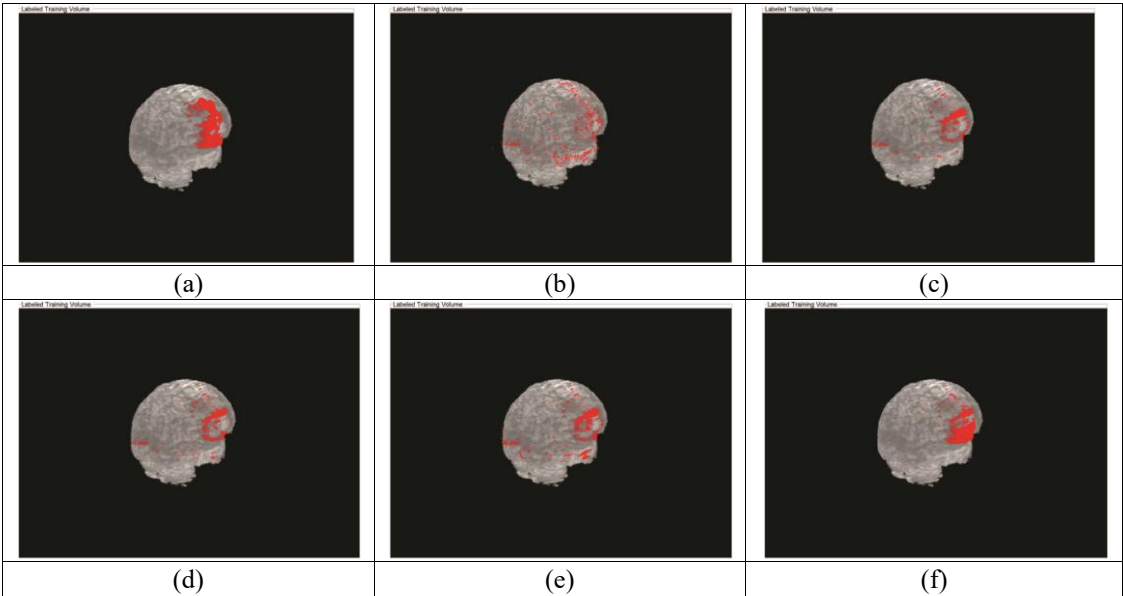 Labeled Training Volume
Labeled Training Volume
Labeled Training Volume
(a)
(b)
(c)
Labeled Training Volume
Labeled Training Volume
Labeled Training Volume
(d)
(e)
(f)